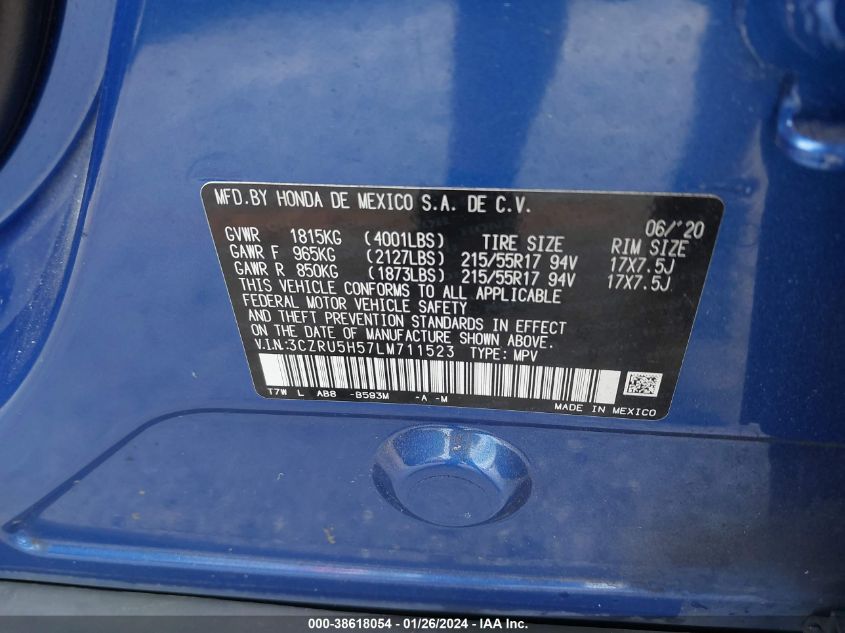 MFD.BY HONDA DE MEXICO S.A. DE C.V.
06/'20
GVWR 1815KG (4001LBS) TIRE SIZE RIM SIZE
GAWR F 965KG (2127LBS) 215/55R17 94V 17X7.5J
GAWR R 850KG (1873LBS) 215/55R17 94V 17X7.5J
THIS VEHICLE CONFORMS TO ALL APPLICABLE
FEDERAL MOTOR VEHICLE SAFETY
AND THEFT PREVENTION STANDARDS IN EFFECT
ON THE DATE OF MANUFACTURE SHOWN ABOVE.
V.I.N:3CZRU5H57LM711523 TYPE: MPV
T7W L AB8 -B593M -A -M
MADE IN MEXICO
000-38618054 - 01/26/2024 - IAA Inc.